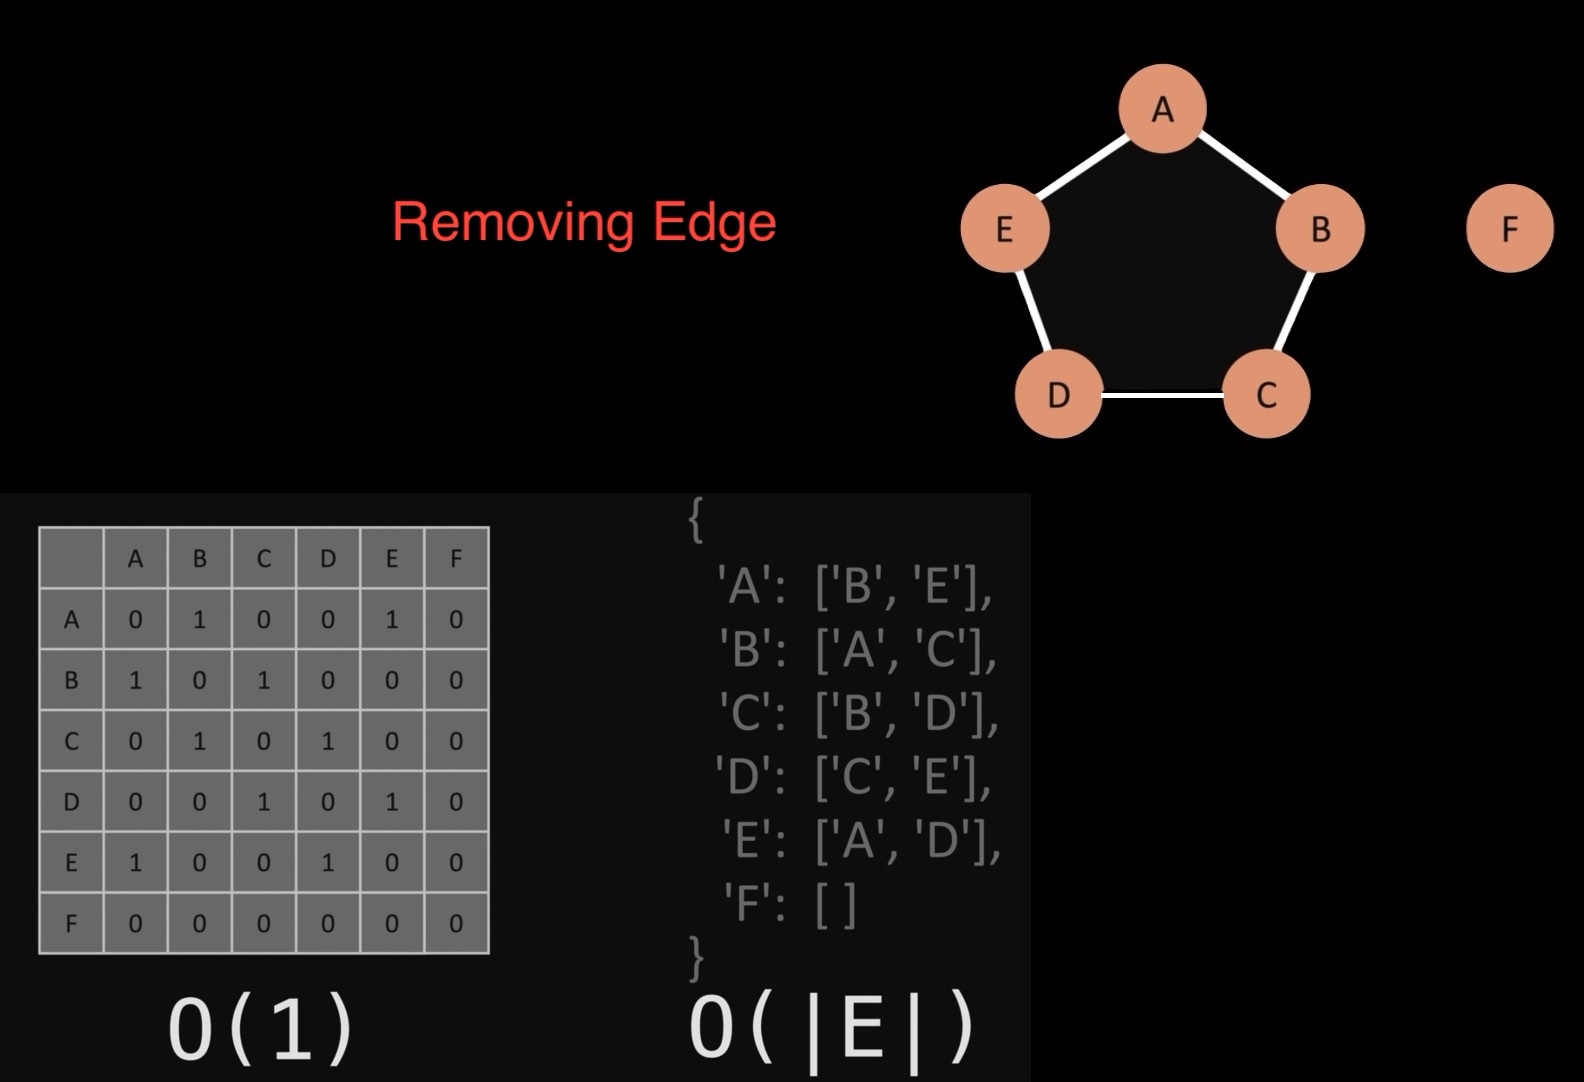 A
E
B
F
Removing Edge
D
C
A B C D E F
A 0 1 0 0 1 0
B 1 0 1 0 0 0
C 0 1 0 1 0 0
D 0 0 1 0 1 0
E 1 0 0 1 0 0
F 0 0 0 0 0 0
O(1)
{
'A': ['B', 'E'],
'B': ['A', 'C'],
'C': ['B', 'D'],
'D': ['C', 'E'],
'E': ['A', 'D'],
'F': [ ]
}
O(|E|)